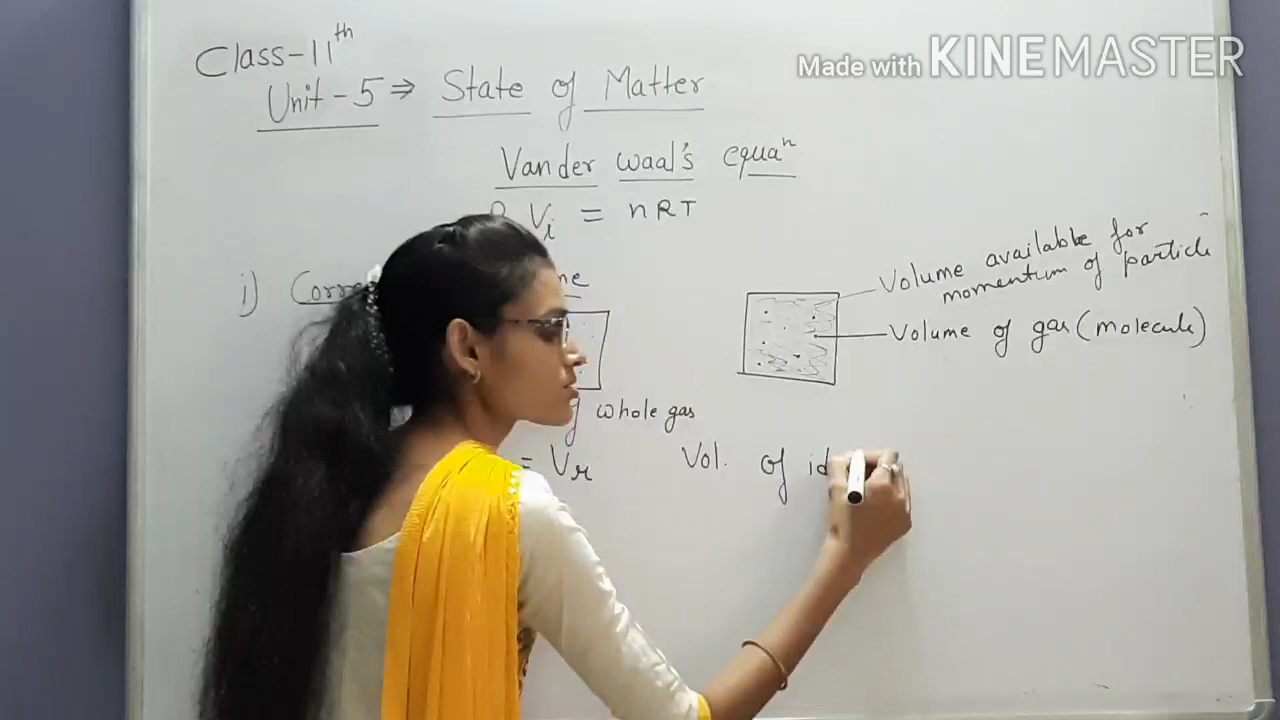 Class-11th
Made with KINEMASTER
Unit-5 ⇒ State of Matter
Vander waal's equaⁿ
Vi = nRT
i)
Volume available for
momentum of particle
Volume of gas (molecule)
whole gas
= Vr
Vol. of